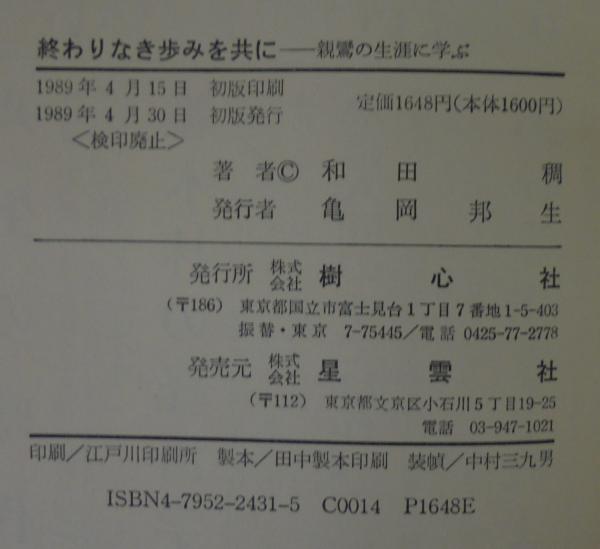 終わりなき歩みを共に——親鸞の生涯に学ぶ
1989年4月15日 初版印刷
1989年4月30日 初版発行
定価1648円(本体1600円)
<検印廃止>
著者© 和田稠
発行者 亀岡邦生
発行所 株式会社 樹心社
(〒186) 東京都国立市富士見台1丁目7番地1-5-403
振替・東京 7-75445/電話 0425-77-2778
発売元 株式会社 星雲社
(〒112) 東京都文京区小石川5丁目19-25
電話 03-947-1021
印刷/江戸川印刷所 製本/田中製本印刷 装幀/中村三九男
ISBN4-7952-2431-5 C0014 P1648E